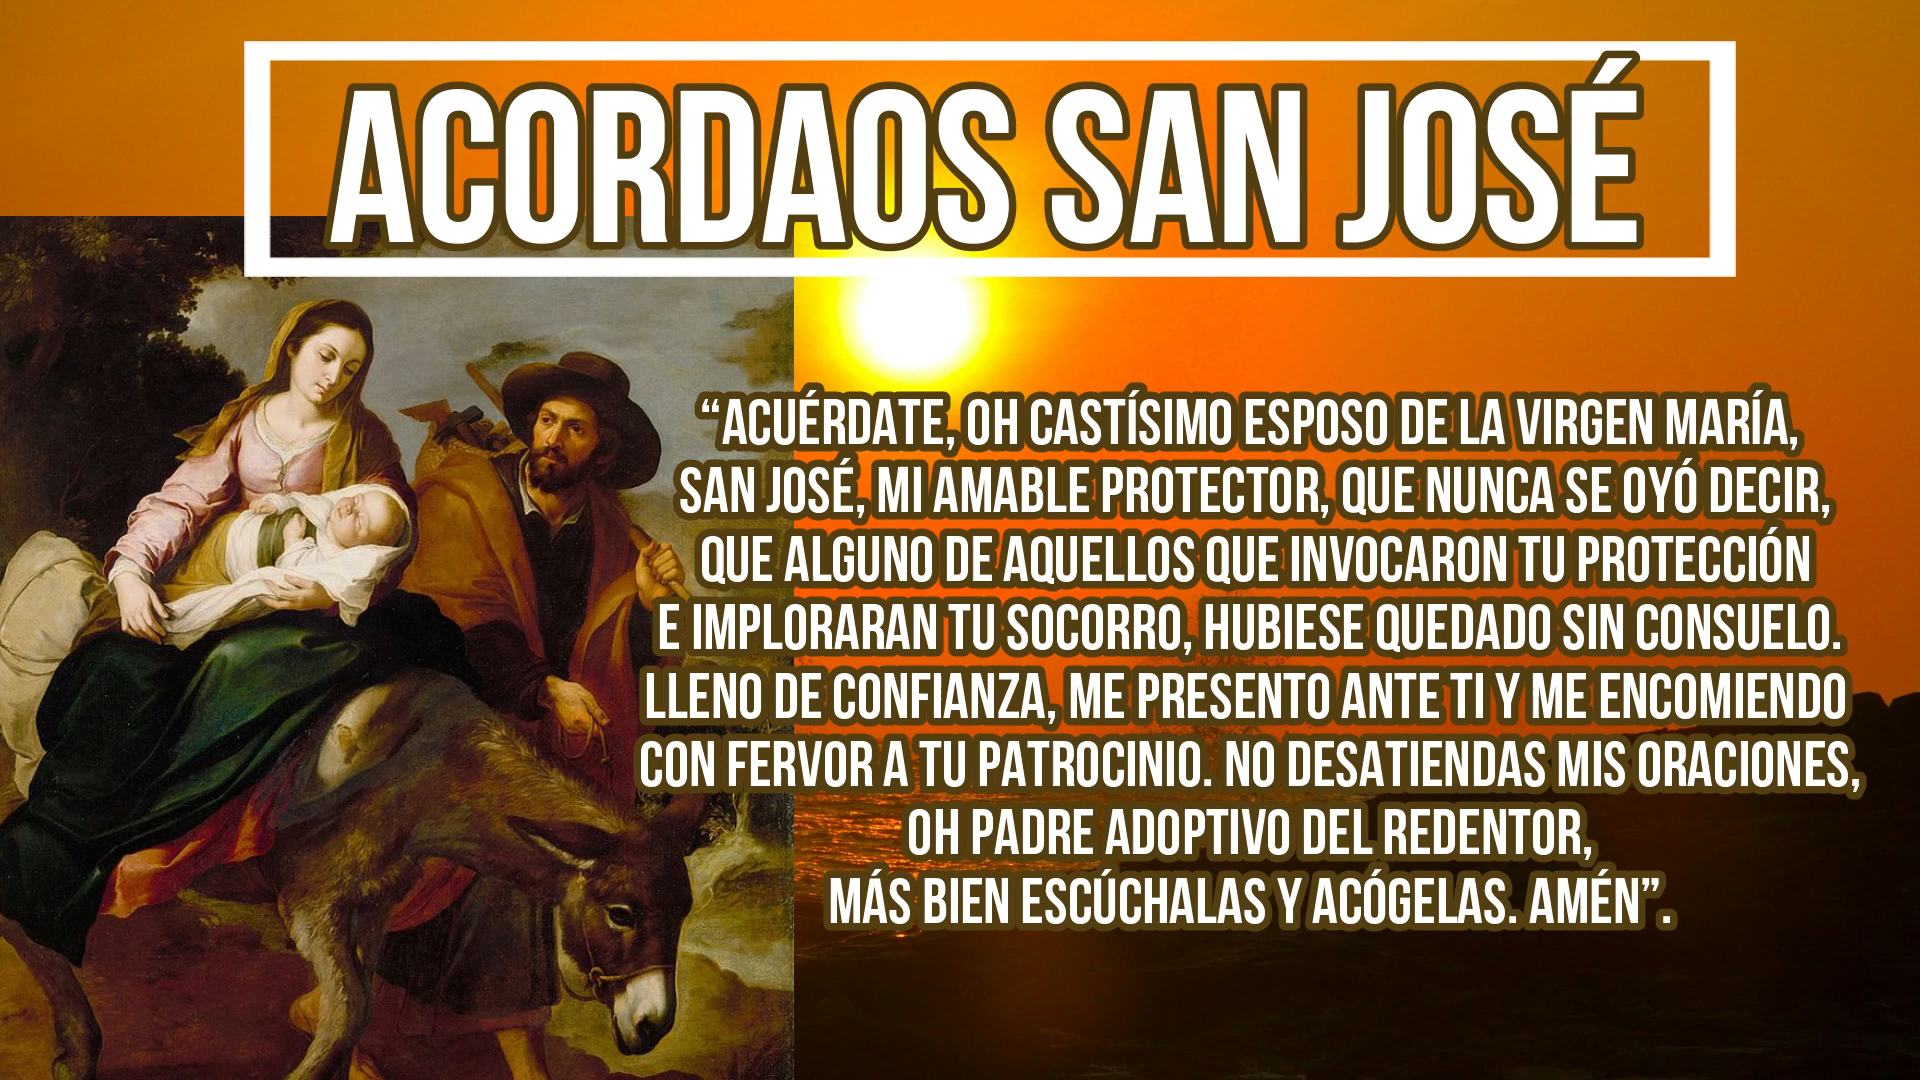 ACORDAOS SAN JOSÉ
“ACUÉRDATE, OH CASTÍSIMO ESPOSO DE LA VIRGEN MARÍA,
SAN JOSÉ, MI AMABLE PROTECTOR, QUE NUNCA SE OYÓ DECIR,
QUE ALGUNO DE AQUELLOS QUE INVOCARON TU PROTECCIÓN
E IMPLORARAN TU SOCORRO, HUBIESE QUEDADO SIN CONSUELO.
LLENO DE CONFIANZA, ME PRESENTO ANTE TI Y ME ENCOMIENDO
CON FERVOR A TU PATROCINIO. NO DESATIENDAS MIS ORACIONES,
OH PADRE ADOPTIVO DEL REDENTOR,
MÁS BIEN ESCÚCHALAS Y ACÓGELAS. AMÉN”.